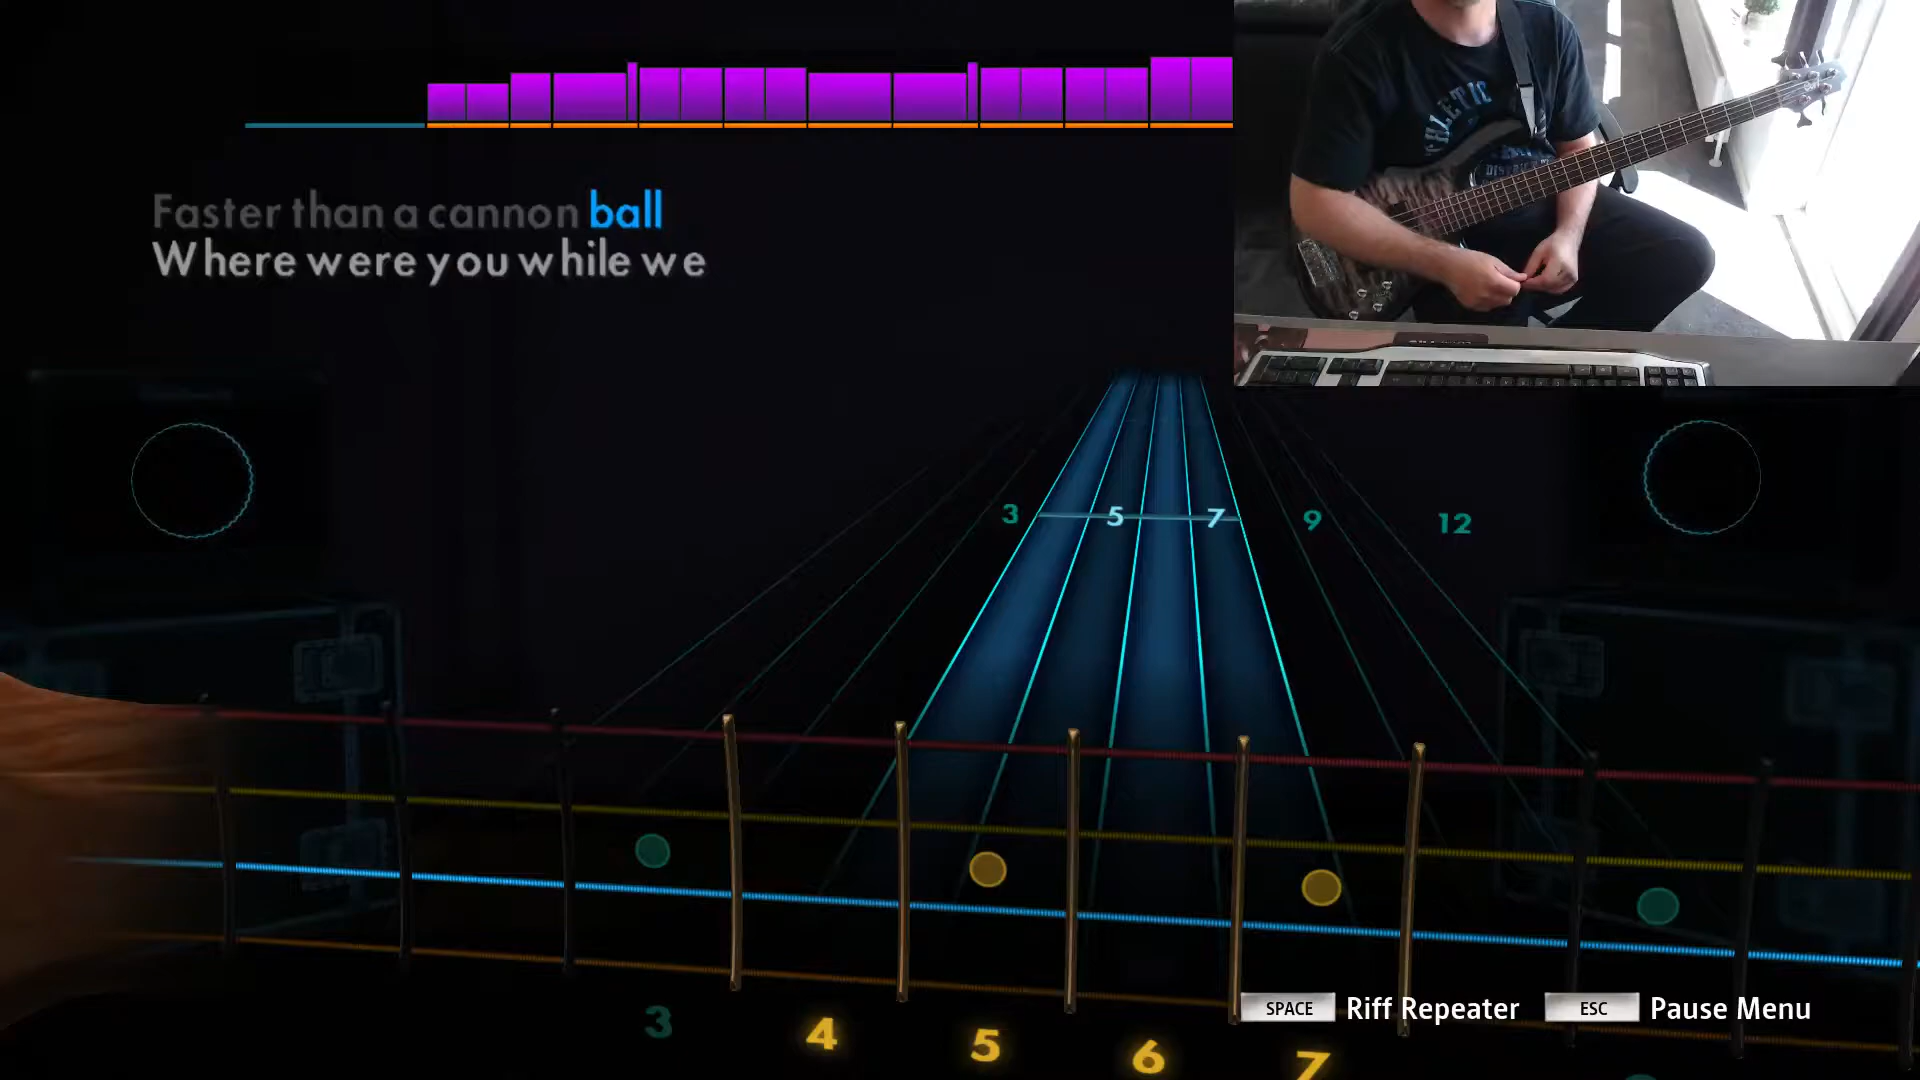 Faster than a cannon ball
Where were you while we
3 5 7 9 12
SPACE Riff Repeater ESC Pause Menu
3 4 5 6 7